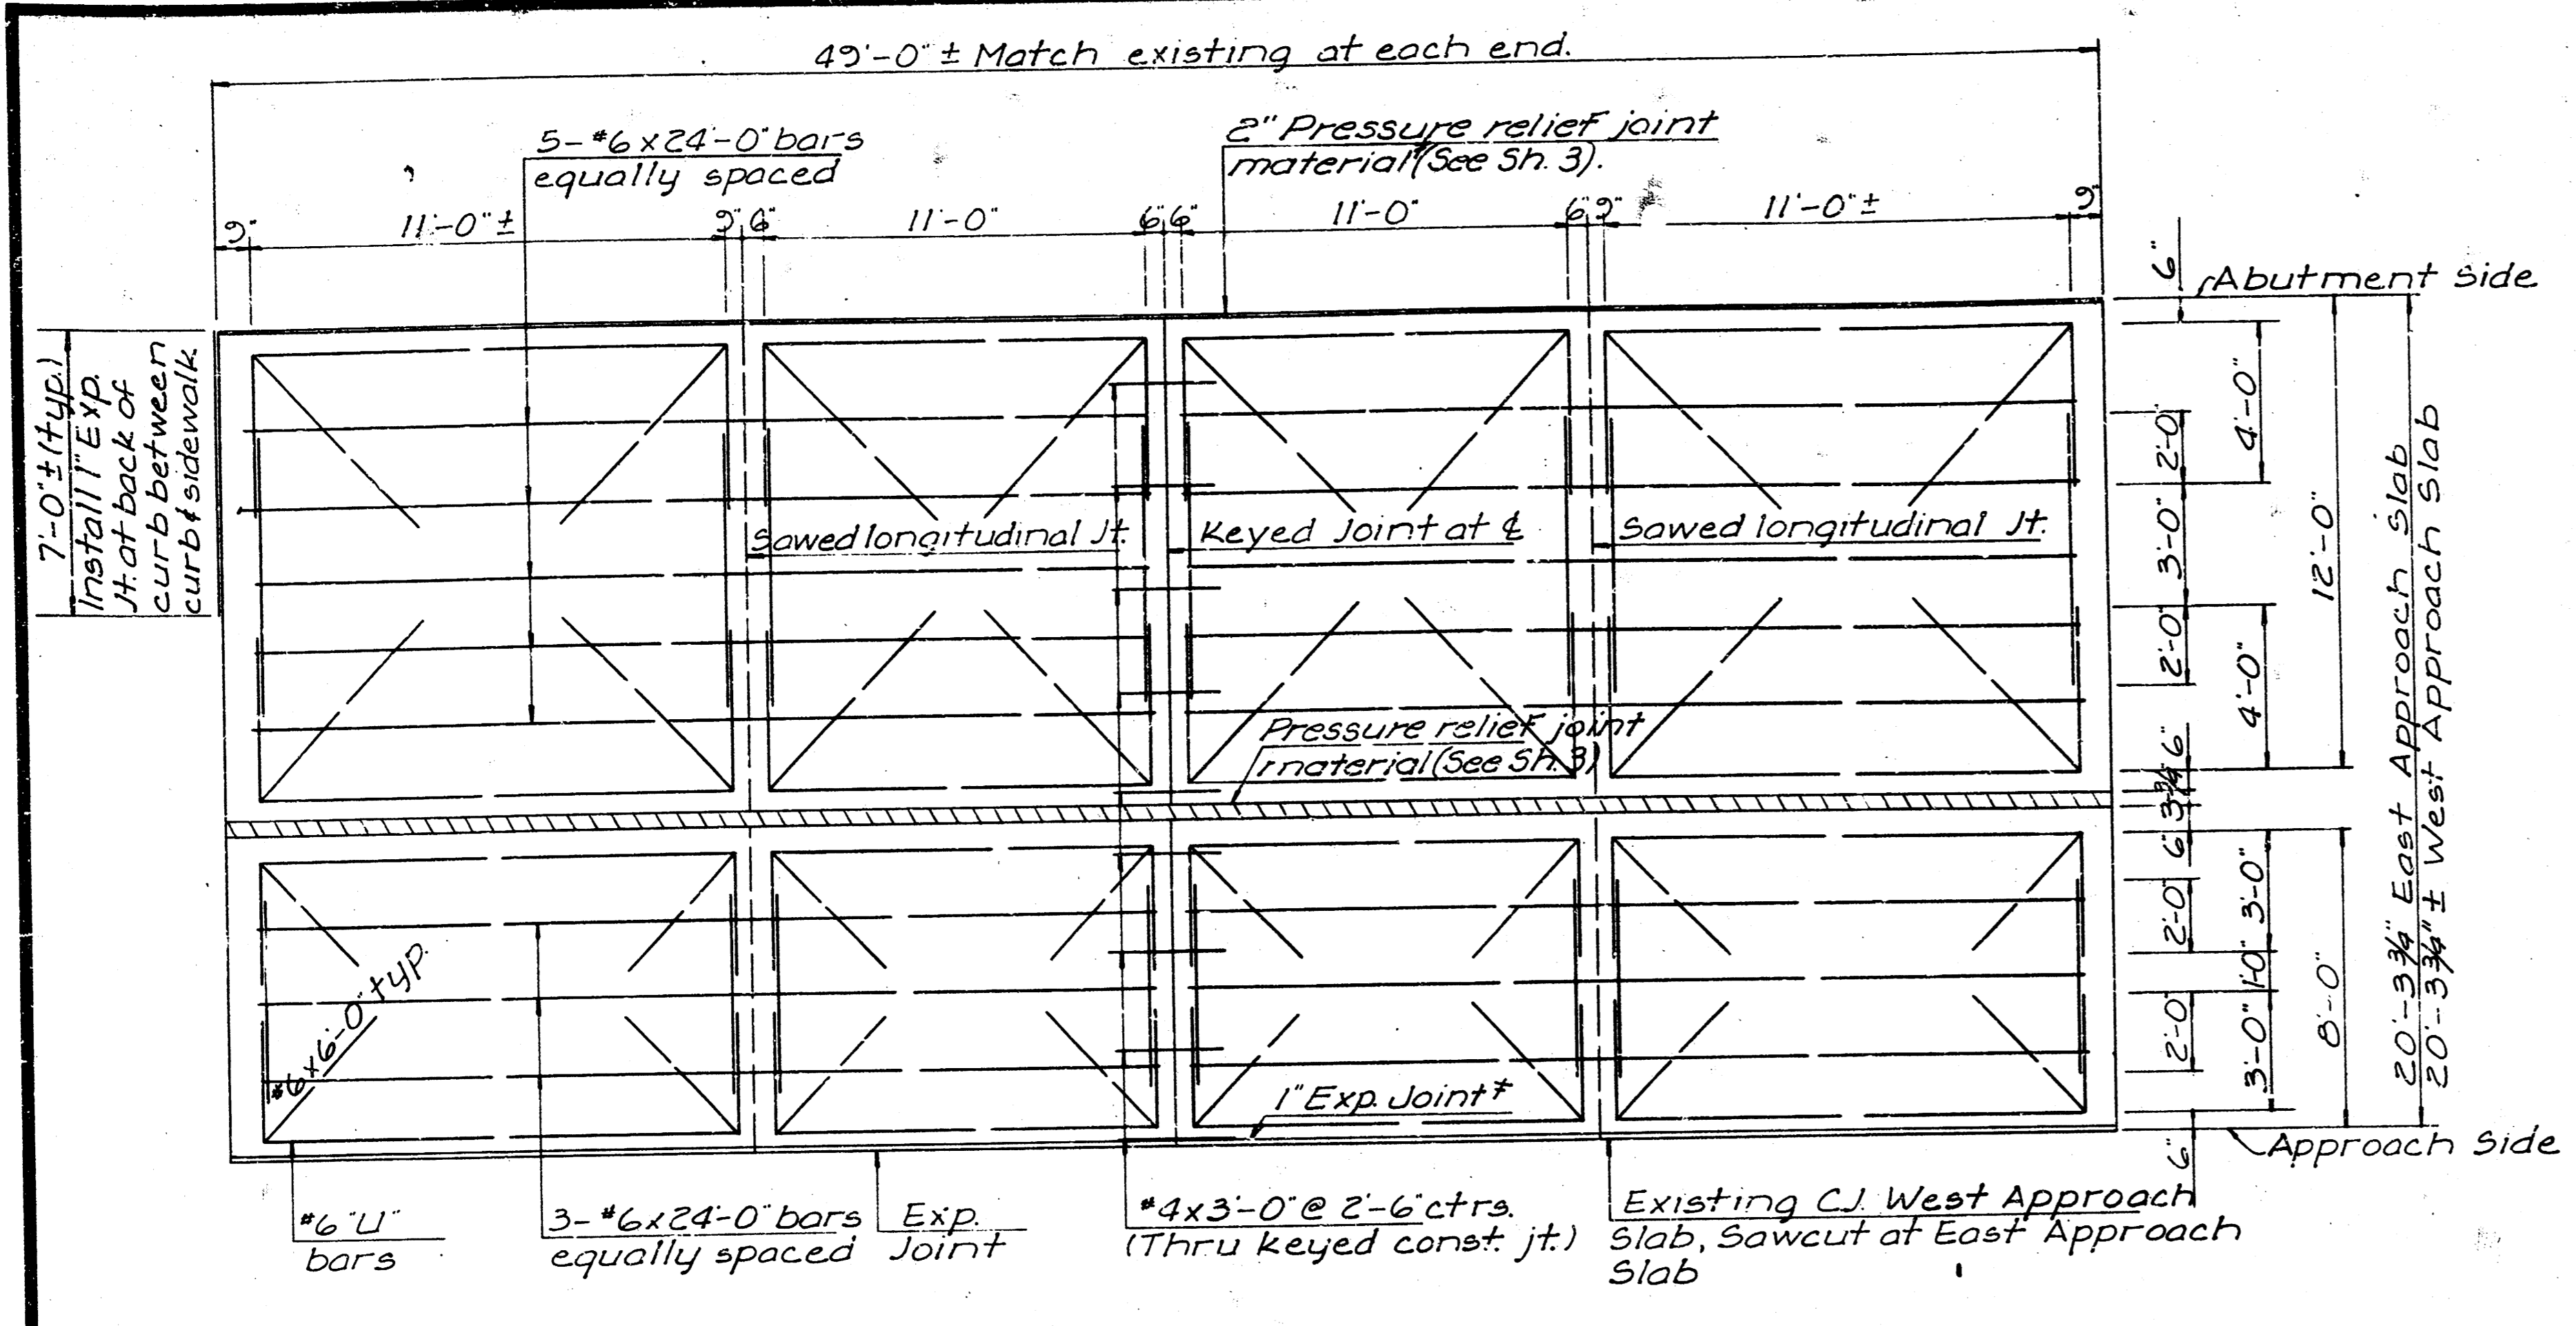 49'-0" ± Match existing at each end.
5-#6x24'-0" bars
equally spaced
2" Pressure relief joint
material (See Sh. 3).
9"
11'-0" ±
9"
6"
11'-0"
6"
6"
11'-0"
6"
9"
11'-0" ±
9"
6"
Abutment Side
7'-0" ± (typ.)
Install 1" Exp.
Jt. at back of
curb between
curb & sidewalk
Sawed longitudinal Jt.
Keyed Joint at ℄
Sawed longitudinal Jt.
2'-0"
3'-0"
2'-0"
4'-0"
4'-0"
12'-0"
20'-3¾" East Approach Slab
20'-3¾" ± West Approach Slab
Pressure relief joint
material (See Sh. 3)
6"
3¾"
6"
2'-0"
1'-0"
2'-0"
3'-0"
3'-0"
8'-0"
#6x6'-0" typ.
1" Exp. Joint
Approach Side
6"
#6 "U"
bars
3-#6x24'-0" bars
equally spaced
Exp.
Joint
#4x3'-0" @ 2'-6" ctrs.
(Thru keyed const. jt.)
Existing CJ. West Approach
Slab, Sawcut at East Approach
Slab